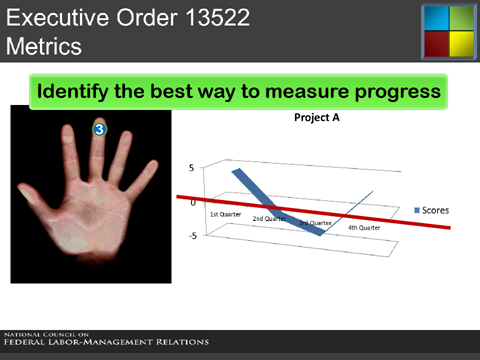 Executive Order 13522
Metrics
Identify the best way to measure progress
3
Project A
5
0
-5
1st Quarter
2nd Quarter
3rd Quarter
4th Quarter
Scores
NATIONAL COUNCIL ON
FEDERAL LABOR-MANAGEMENT RELATIONS